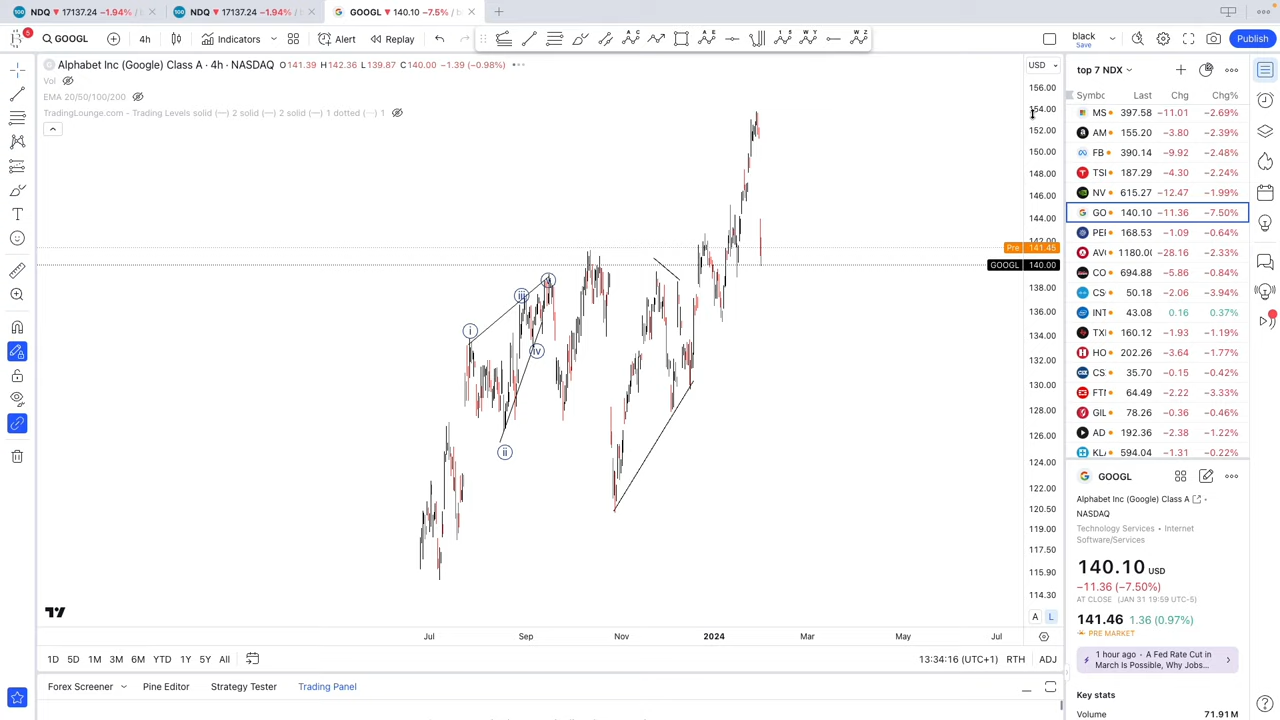 NDQ 17137.24 −1.94% /
NDQ 17137.24 −1.94% /
GOOGL 140.10 −7.5% / b
5
GOOGL
4h
Indicators
Alert
Replay
black
Save
Publish
Alphabet Inc (Google) Class A · 4h · NASDAQ O141.39 H142.36 L139.87 C140.00 −1.39 (−0.98%)
Vol
EMA 20/50/100/200
TradingLounge.com - Trading Levels solid (—) 2 solid (—) 2 solid (—) 1 dotted (—) 1
USD
156.00
154.00
152.00
150.00
148.00
146.00
144.00
142.00
Pre 141.45
GOOGL 140.00
138.00
136.00
134.00
132.00
130.00
128.00
126.00
124.00
122.00
120.50
119.00
117.50
115.90
114.30
i
ii
iii
iv
A L
Jul Sep Nov 2024 Mar May Jul
1D 5D 1M 3M 6M YTD 1Y 5Y All
13:34:16 (UTC+1) RTH ADJ
Forex Screener Pine Editor Strategy Tester Trading Panel
top 7 NDX
Symbc Last Chg Chg%
MS 397.58 −11.01 −2.69%
AM 155.20 −3.80 −2.39%
FB 390.14 −9.92 −2.48%
TSI 187.29 −4.30 −2.24%
NV 615.27 −12.47 −1.99%
GO 140.10 −11.36 −7.50%
PEI 168.53 −1.09 −0.64%
AV 1180.00 −28.16 −2.33%
CO 694.88 −5.86 −0.84%
CS 50.18 −2.06 −3.94%
INT 43.08 0.16 0.37%
TX 160.12 −1.93 −1.19%
HO 202.26 −3.64 −1.77%
CS 35.70 −0.15 −0.42%
FT 64.49 −2.22 −3.33%
GIL 78.26 −0.36 −0.46%
AD 192.36 −2.38 −1.22%
KL 594.04 −1.31 −0.22%
GOOGL
Alphabet Inc (Google) Class A ·
NASDAQ
Technology Services · Internet
Software/Services
140.10 USD
−11.36 (−7.50%)
AT CLOSE (JAN 31 19:59 UTC-5)
141.46 1.36 (0.97%)
PRE MARKET
1 hour ago · A Fed Rate Cut in
March Is Possible, Why Jobs...
Key stats
Volume 71.91M